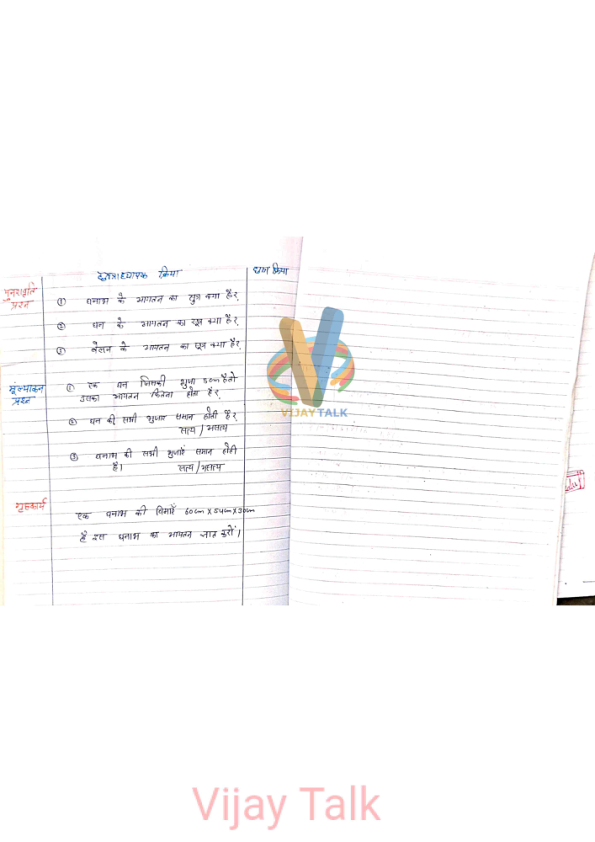 छात्राध्यापक क्रिया
छात्र क्रिया
पुनरावृति
प्रश्न
① घनाभ के आयतन का सूत्र क्या है?
② घन के आयतन का सूत्र क्या है?
③ बेलन के आयतन का सूत्र क्या है?
मूल्यांकन
प्रश्न
① एक घन जिसकी भुजा 5cm है तो
उसका आयतन कितना होगा है?
② घन की सभी भुजाए समान होती है?
सत्य / असत्य
③ घनाभ की सभी भुजाएं समान होती
है।
सत्य/असत्य
गृहकार्य
एक घनाभ की विमाएँ 60cm x 54cm x 30cm
है इस घनाभ का आयतन ज्ञात करों।
VIJAY TALK
Vijay Talk